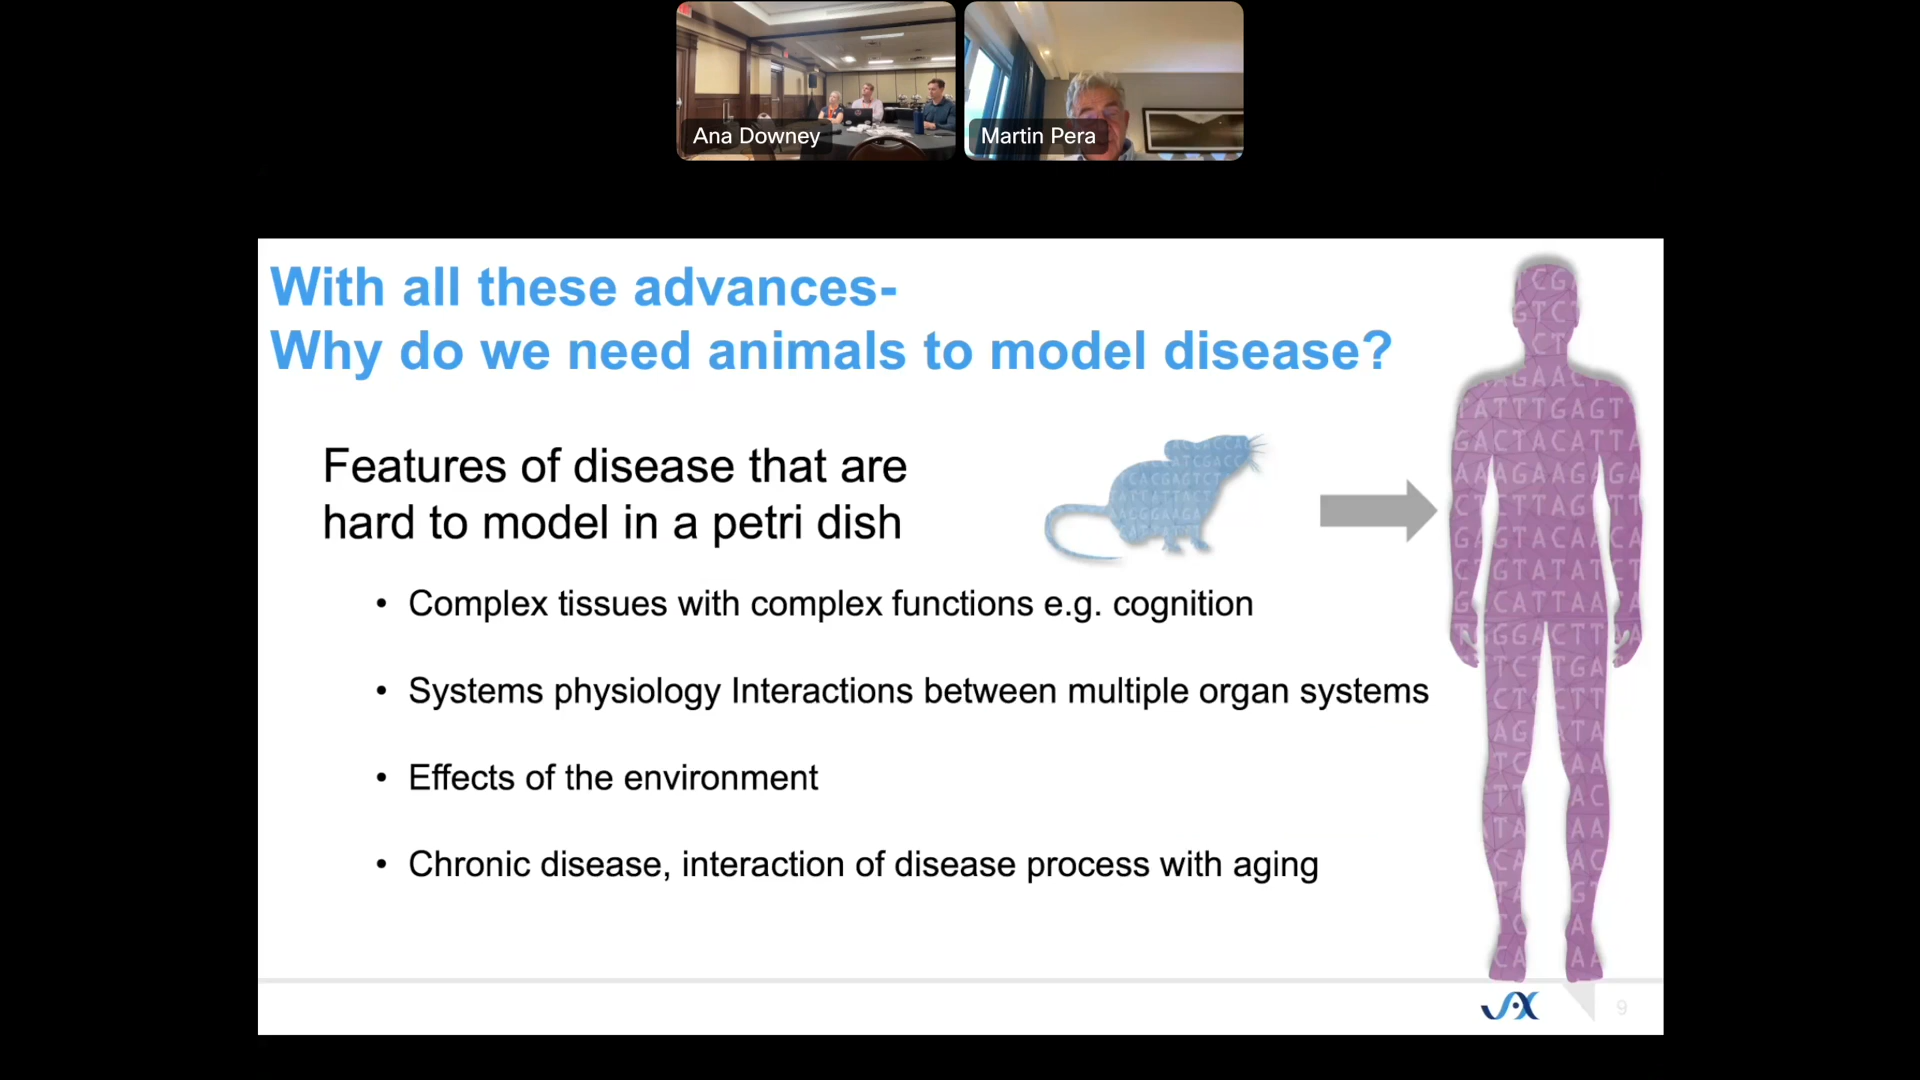 Ana Downey
Martin Pera
With all these advances-
Why do we need animals to model disease?
Features of disease that are
hard to model in a petri dish
• Complex tissues with complex functions e.g. cognition
• Systems physiology Interactions between multiple organ systems
• Effects of the environment
• Chronic disease, interaction of disease process with aging
JAX
9